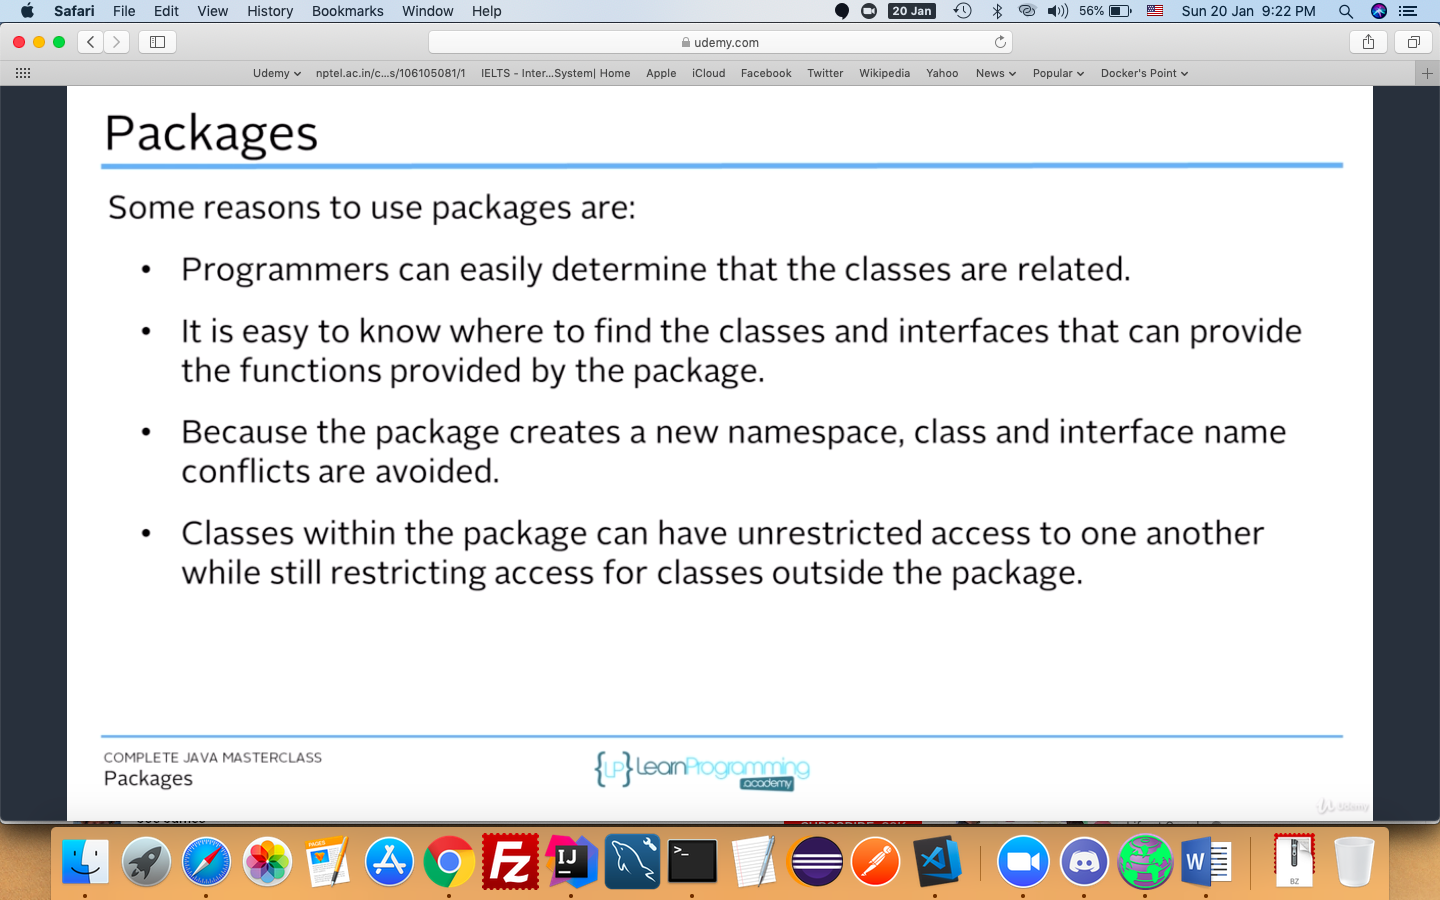 Safari File Edit View History Bookmarks Window Help 20 Jan 56% Sun 20 Jan 9:22 PM
udemy.com
Udemy nptel.ac.in/c...s/106105081/1 IELTS - Inter...System| Home Apple iCloud Facebook Twitter Wikipedia Yahoo News Popular Docker's Point
Packages
Some reasons to use packages are:
• Programmers can easily determine that the classes are related.
• It is easy to know where to find the classes and interfaces that can provide
the functions provided by the package.
• Because the package creates a new namespace, class and interface name
conflicts are avoided.
• Classes within the package can have unrestricted access to one another
while still restricting access for classes outside the package.
COMPLETE JAVA MASTERCLASS
Packages
{LP} LearnProgramming
academy
Udemy
PAGES
Fz
IJ
>_
W
BZ